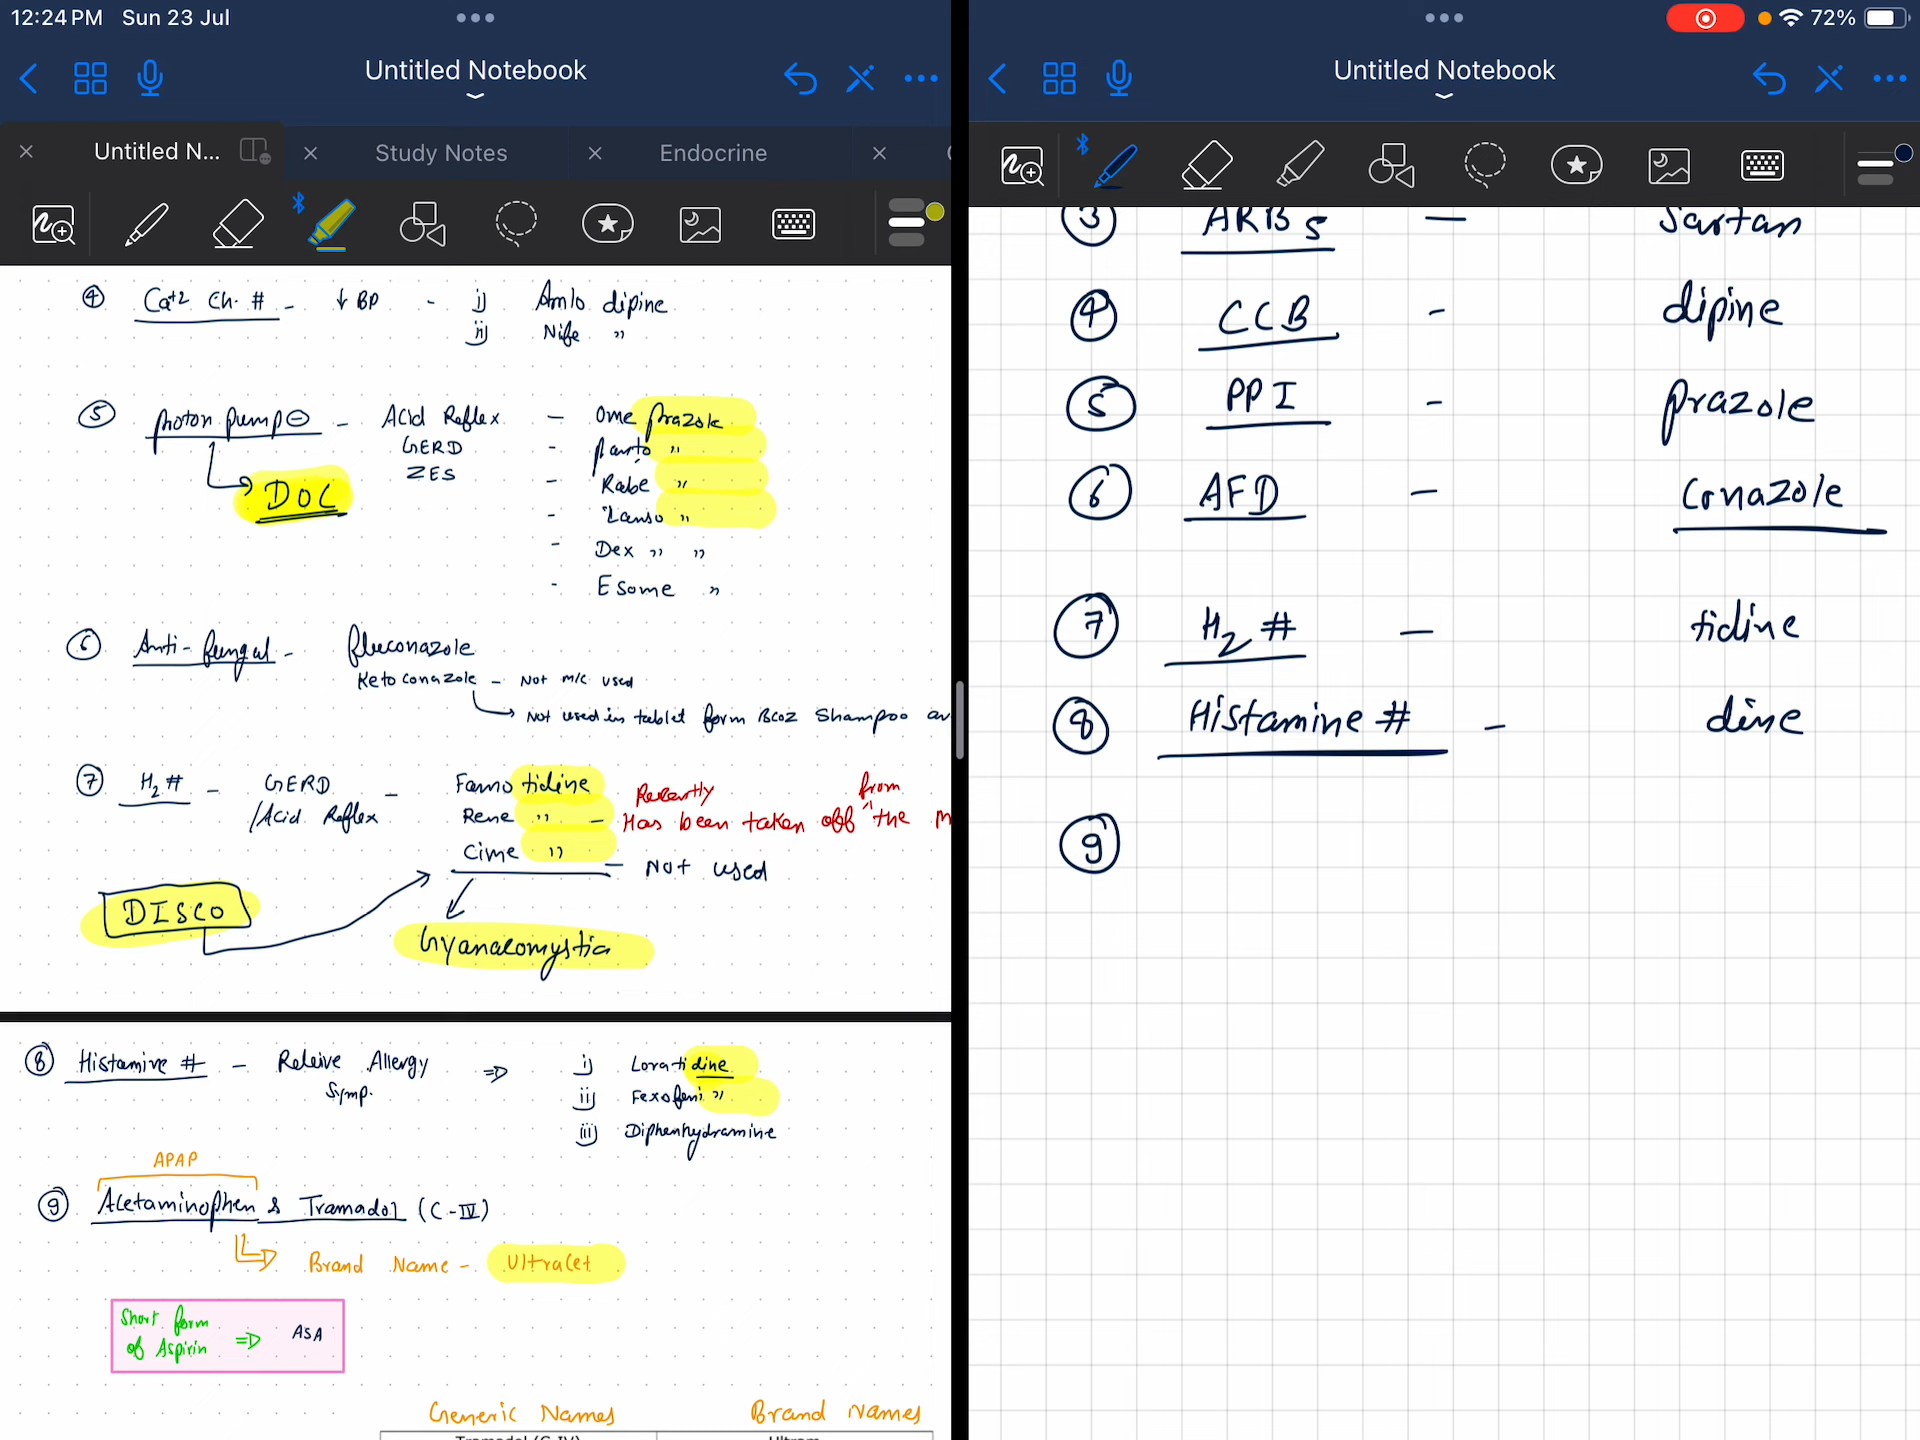 12:24 PM Sun 23 Jul
72%
Untitled Notebook
Untitled N...
Study Notes
Endocrine
④ Ca+2 Ch. # - ↓ BP - i) Amlo dipine
ii) Nife "
⑤ proton pump ⊖ - Acid Reflex - Ome prazole
GERD - panto "
ZES - Rabe "
DOC
- Lanso "
- Dex " "
- Esome "
⑥ Anti-fungal - fluconazole
Ketoconazole - Not m/c used
Not used in tablet form Bcoz Shampoo av
⑦ H2 # - GERD - Famo tidine
/Acid Reflex
Rene " - Recently Has been taken off from the m
Cime " - Not used
DISCO
Gyanacomystia
⑧ Histamine # - Releive Allergy => i) Loratidine
Symp. ii) Fexofeni "
iii) Diphenhydramine
APAP
⑨ Acetaminophen & Tramadol (C-IV)
Brand Name - Ultracet
Short form
of Aspirin => ASA
Generic Names Brand Names
Tramadol (C-IV) Ultram
Untitled Notebook
③ ARBs - Sartan
④ CCB - dipine
⑤ PPI - prazole
⑥ AFD - Conazole
⑦ H2 # - tidine
⑧ Histamine # - dine
⑨